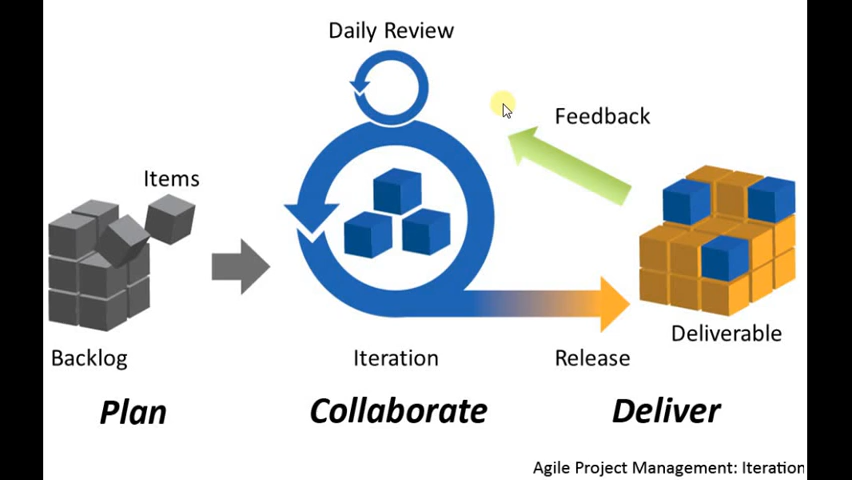 Daily Review
Feedback
Items
Deliverable
Backlog
Iteration
Release
Plan
Collaborate
Deliver
Agile Project Management: Iteration